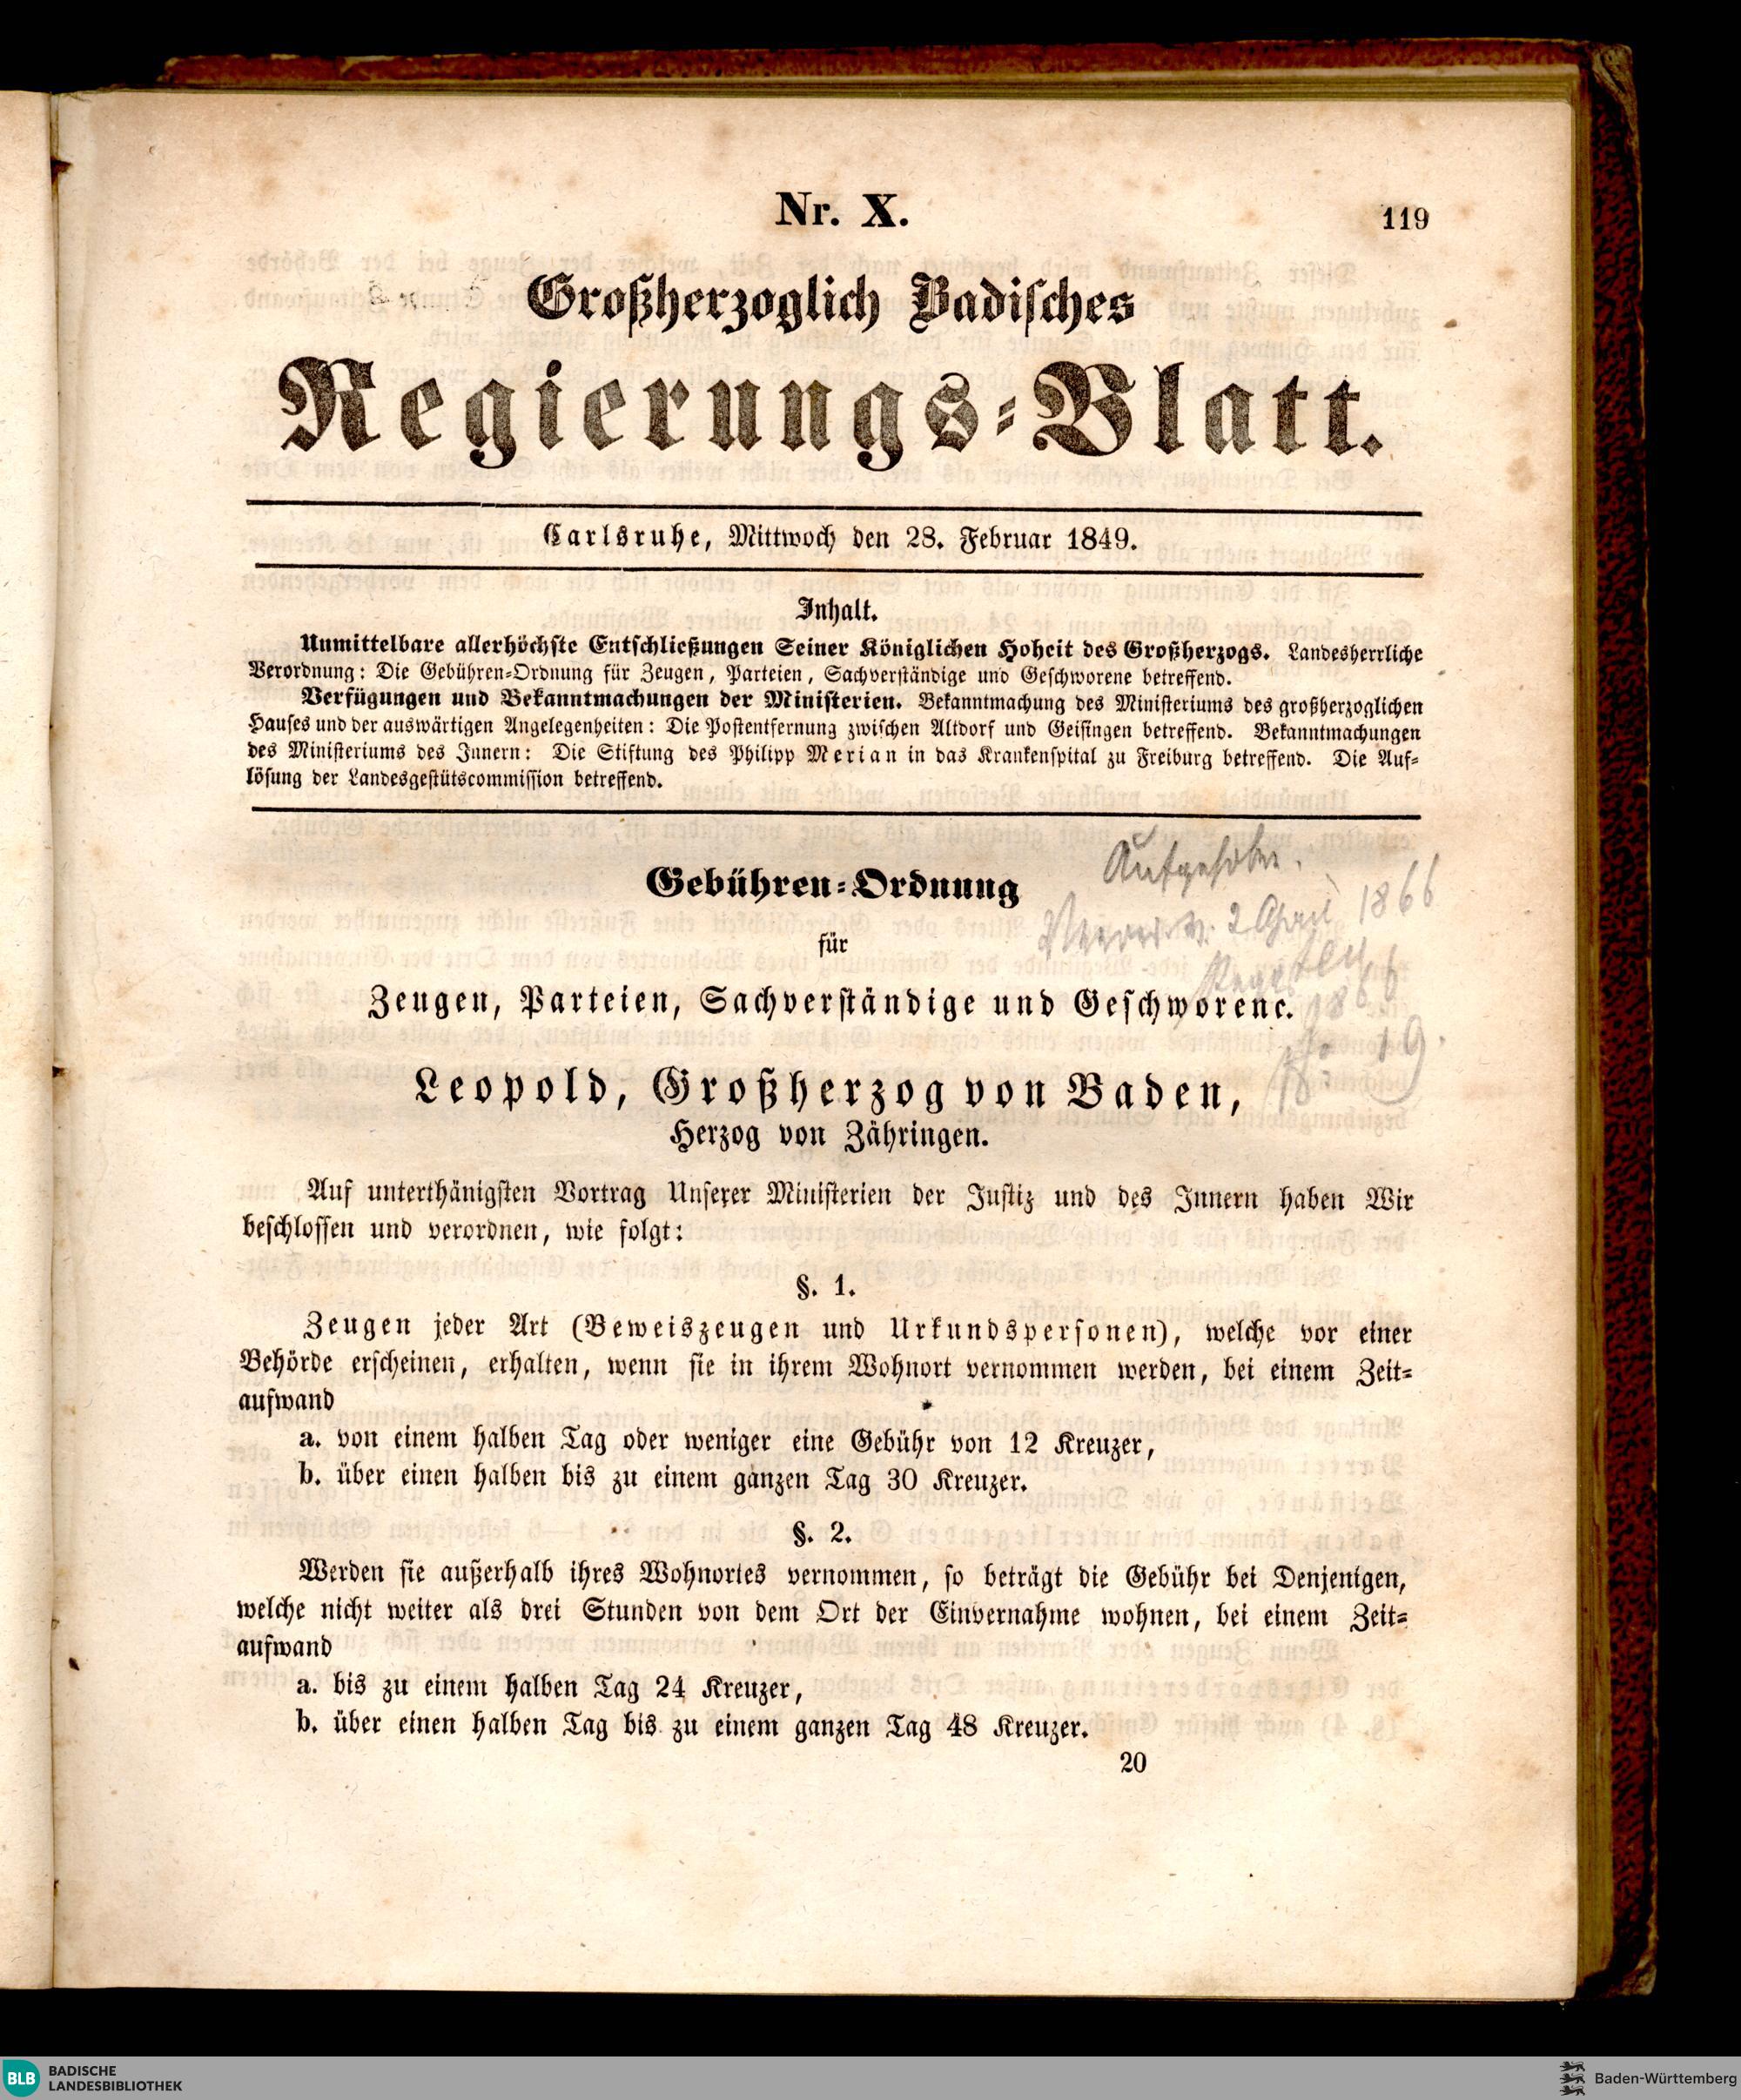 Nr. X.
119
Großherzoglich Badisches
Regierungs-Blatt.
Carlsruhe, Mittwoch den 28. Februar 1849.
Inhalt.
Unmittelbare allerhöchste Entschließungen Seiner Königlichen Hoheit des Großherzogs. Landesherrliche
Verordnung: Die Gebühren-Ordnung für Zeugen, Parteien, Sachverständige und Geschworene betreffend.
Verfügungen und Bekanntmachungen der Ministerien. Bekanntmachung des Ministeriums des großherzoglichen
Hauses und der auswärtigen Angelegenheiten: Die Postentfernung zwischen Altdorf und Geisingen betreffend. Bekanntmachungen
des Ministeriums des Innern: Die Stiftung des Philipp Merian in das Krankenspital zu Freiburg betreffend. Die Auf-
lösung der Landesgestütscommission betreffend.
Aufgehoben.
Gebühren-Ordnung
2 April 1866
für
1866
Zeugen, Parteien, Sachverständige und Geschworene.
19.
Leopold, Großherzog von Baden,
Herzog von Zähringen.
Auf unterthänigsten Vortrag Unserer Ministerien der Justiz und des Innern haben Wir
beschlossen und verordnen, wie folgt:
§. 1.
Zeugen jeder Art (Beweiszeugen und Urkundspersonen), welche vor einer
Behörde erscheinen, erhalten, wenn sie in ihrem Wohnort vernommen werden, bei einem Zeit-
aufwand
a. von einem halben Tag oder weniger eine Gebühr von 12 Kreuzer,
b. über einen halben bis zu einem ganzen Tag 30 Kreuzer.
§. 2.
Werden sie außerhalb ihres Wohnortes vernommen, so beträgt die Gebühr bei Denjenigen,
welche nicht weiter als drei Stunden von dem Ort der Einvernahme wohnen, bei einem Zeit-
aufwand
a. bis zu einem halben Tag 24 Kreuzer,
b. über einen halben Tag bis zu einem ganzen Tag 48 Kreuzer.
20
BLB BADISCHE
LANDESBIBLIOTHEK
Baden-Württemberg